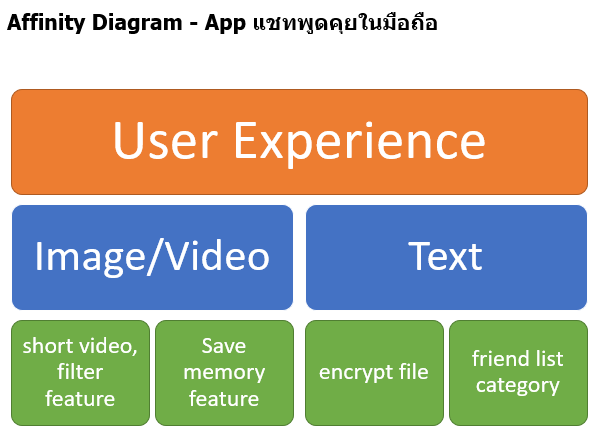 Affinity Diagram - App แชทพูดคุยในมือถือ
User Experience
Image/Video
Text
short video,
filter
feature
Save
memory
feature
encrypt file
friend list
category